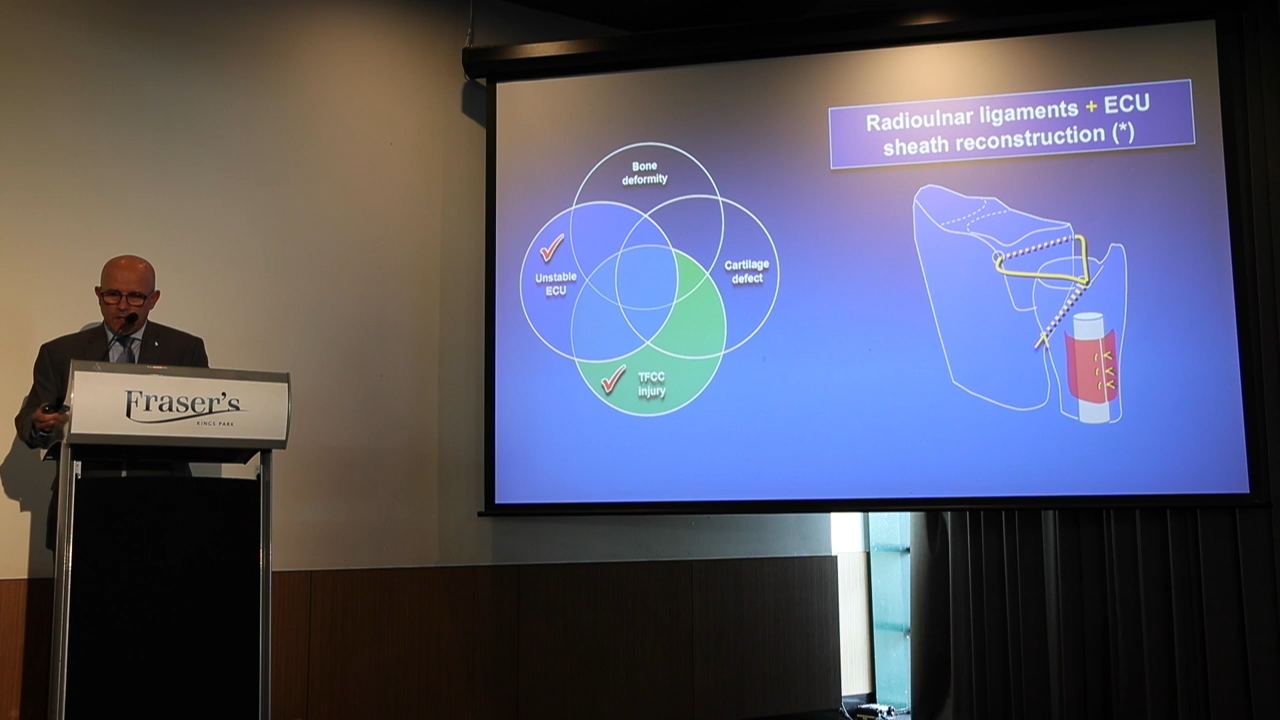 Radioulnar ligaments + ECU
sheath reconstruction (*)
Bone
deformity
Unstable
ECU
Cartilage
defect
TFCC
injury
Fraser's
KINGS PARK